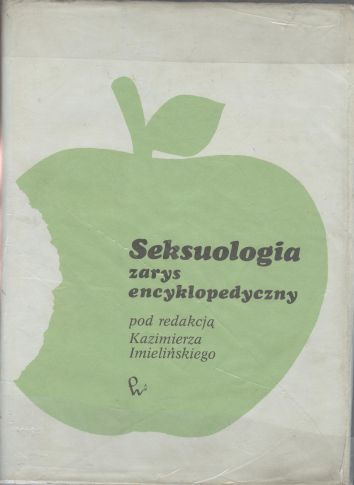 Seksuologia
zarys
encyklopedyczny
pod redakcją
Kazimierza
Imielińskiego